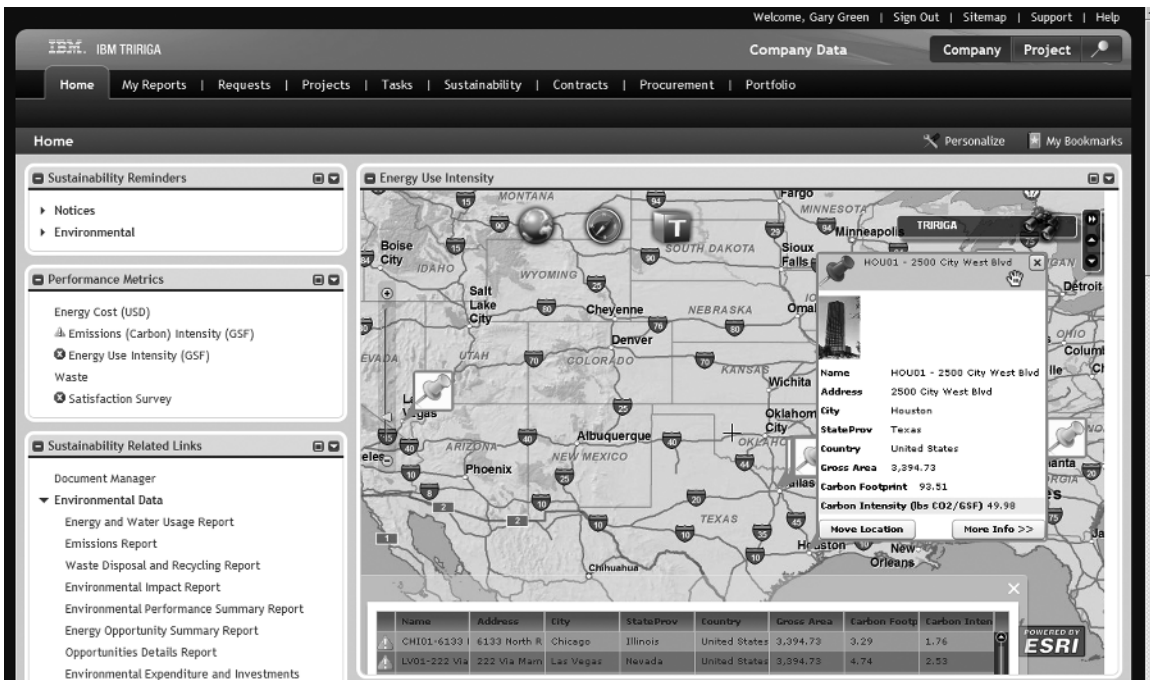 Welcome, Gary Green | Sign Out | Sitemap | Support | Help
IBM. IBM TRIRIGA
Company Data
Company Project
Home My Reports | Requests | Projects | Tasks | Sustainability | Contracts | Procurement | Portfolio
Home
Personalize My Bookmarks
Sustainability Reminders
Notices
Environmental
Performance Metrics
Energy Cost (USD)
Emissions (Carbon) Intensity (GSF)
Energy Use Intensity (GSF)
Waste
Satisfaction Survey
Sustainability Related Links
Document Manager
Environmental Data
Energy and Water Usage Report
Emissions Report
Waste Disposal and Recycling Report
Environmental Impact Report
Environmental Performance Summary Report
Energy Opportunity Summary Report
Opportunities Details Report
Environmental Expenditure and Investments
Energy Use Intensity
MONTANA
Fargo
MINNESOTA
Minneapolis
TRIRIGA
T
Boise
City
IDAHO
SOUTH DAKOTA
Sioux
Falls
WYOMING
Salt
Lake
City
Cheyenne
NEBRASKA
Detroit
OHIO
Denver
UTAH
COLORADO
KANSAS
Wichita
Albuquerque
ARIZONA
NEW MEXICO
Phoenix
TEXAS
Chihuahua
New
Orleans
HOU01 - 2500 City West Blvd
Name HOU01 - 2500 City West Blvd
Address 2500 City West Blvd
City Houston
StateProv Texas
Country United States
Gross Area 3,394.73
Carbon Footprint 93.51
Carbon Intensity (lbs CO2/GSF) 49.98
Move Location More Info >>
Name Address City StateProv Country Gross Area Carbon Footp Carbon Inten
CHI01-6133 6133 North R Chicago Illinois United States 3,394.73 3.29 1.76
LV01-222 Via 222 Via Marn Las Vegas Nevada United States 3,394.73 4.74 2.53
POWERED BY
ESRI